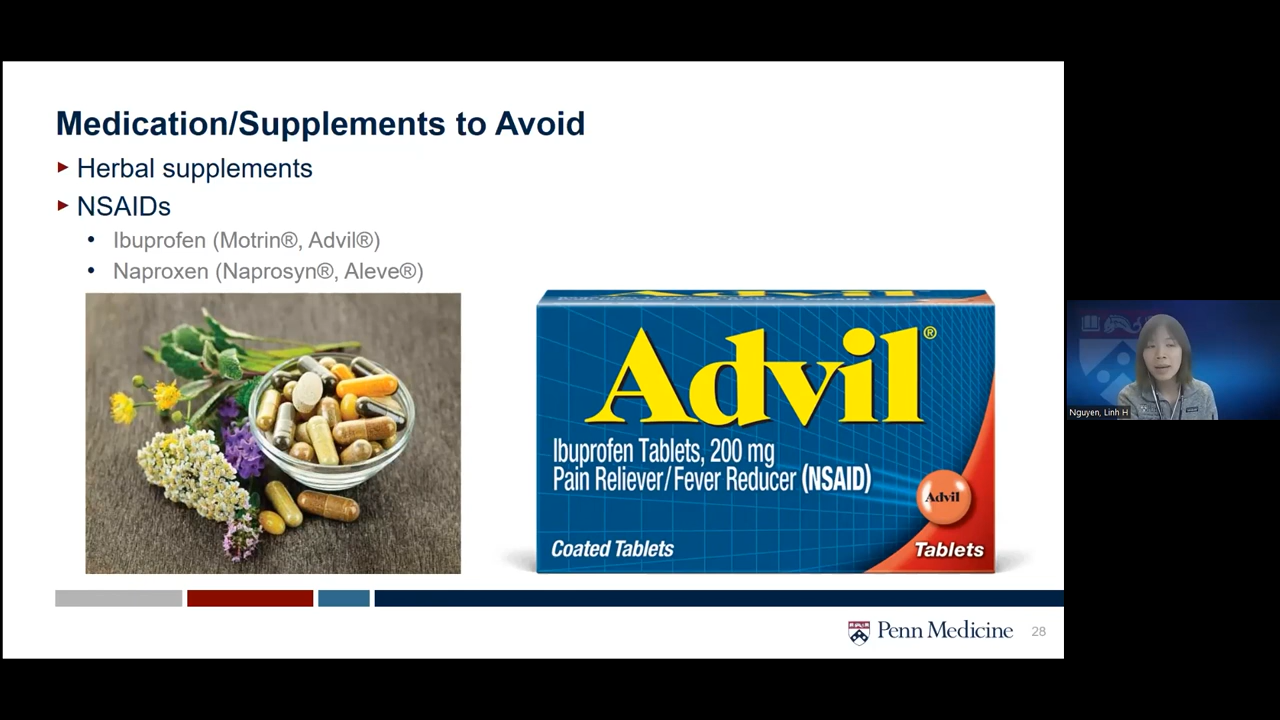 Medication/Supplements to Avoid
Herbal supplements
NSAIDs
Ibuprofen (Motrin®, Advil®)
Naproxen (Naprosyn®, Aleve®)
Advil
Advil®
Ibuprofen Tablets, 200 mg
Pain Reliever/Fever Reducer (NSAID)
Advil
Coated Tablets
Tablets
Penn Medicine
28
Nguyen, Linh H